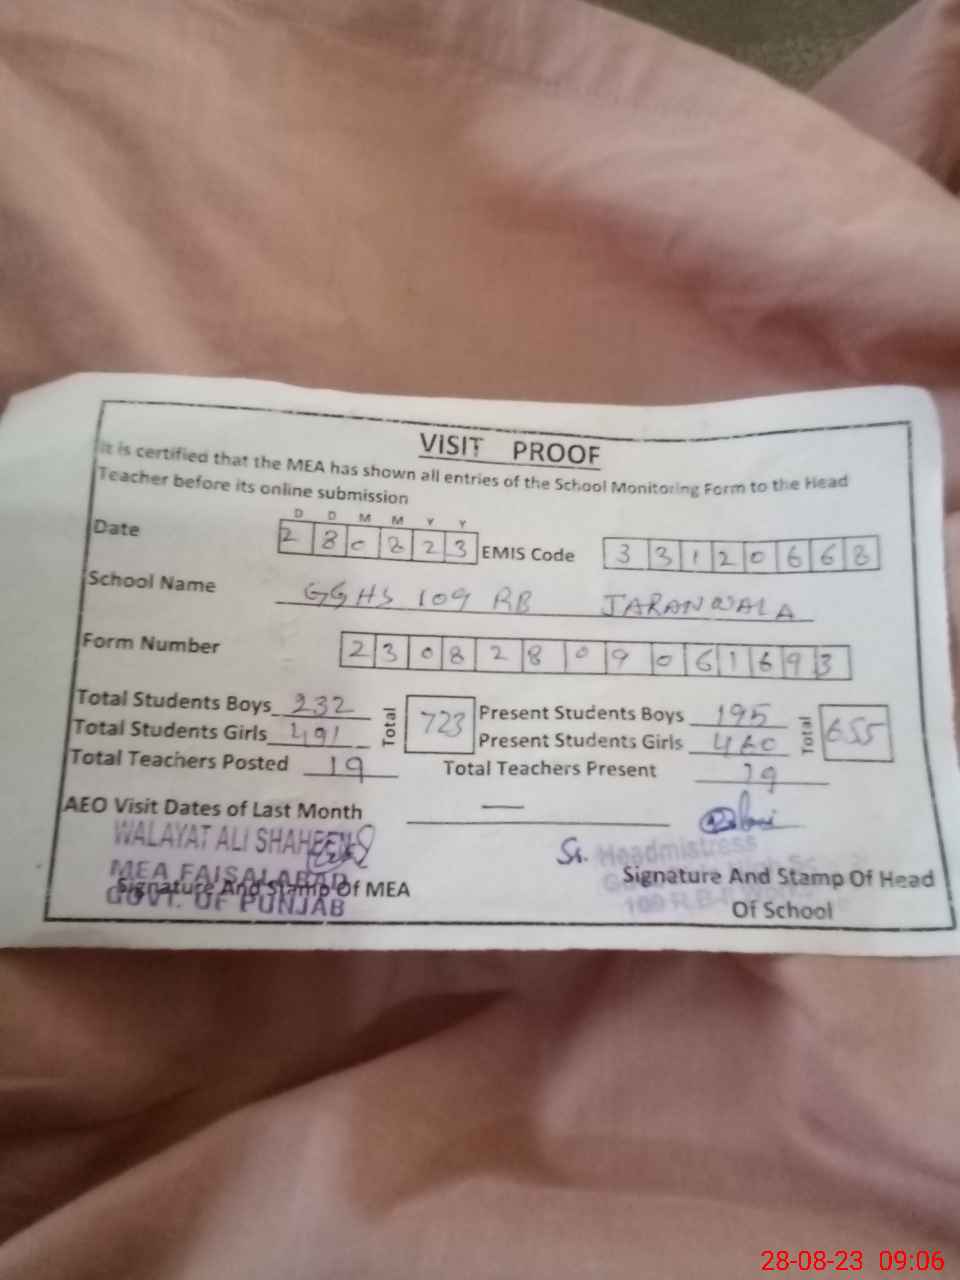 VISIT PROOF
It is certified that the MEA has shown all entries of the School Monitoring Form to the Head
Teacher before its online submission
D D M M Y Y
Date 2 8 0 8 2 3 EMIS Code 3 3 1 2 0 6 6 8
School Name GGHS 109 RB JARANWALA
Form Number 2 3 0 8 2 8 0 9 0 6 1 6 9 3
Total Students Boys 232 Total 723 Present Students Boys 195 Total 655
Total Students Girls 491 Present Students Girls 460
Total Teachers Posted 19 Total Teachers Present 19
AEO Visit Dates of Last Month —
WALAYAT ALI SHAHEEN
MEA FAISALABAD
GOVT. OF PUNJAB
Signature And Stamp Of MEA
Sr. Headmistress
Signature And Stamp Of Head
Of School
28-08-23 09:06